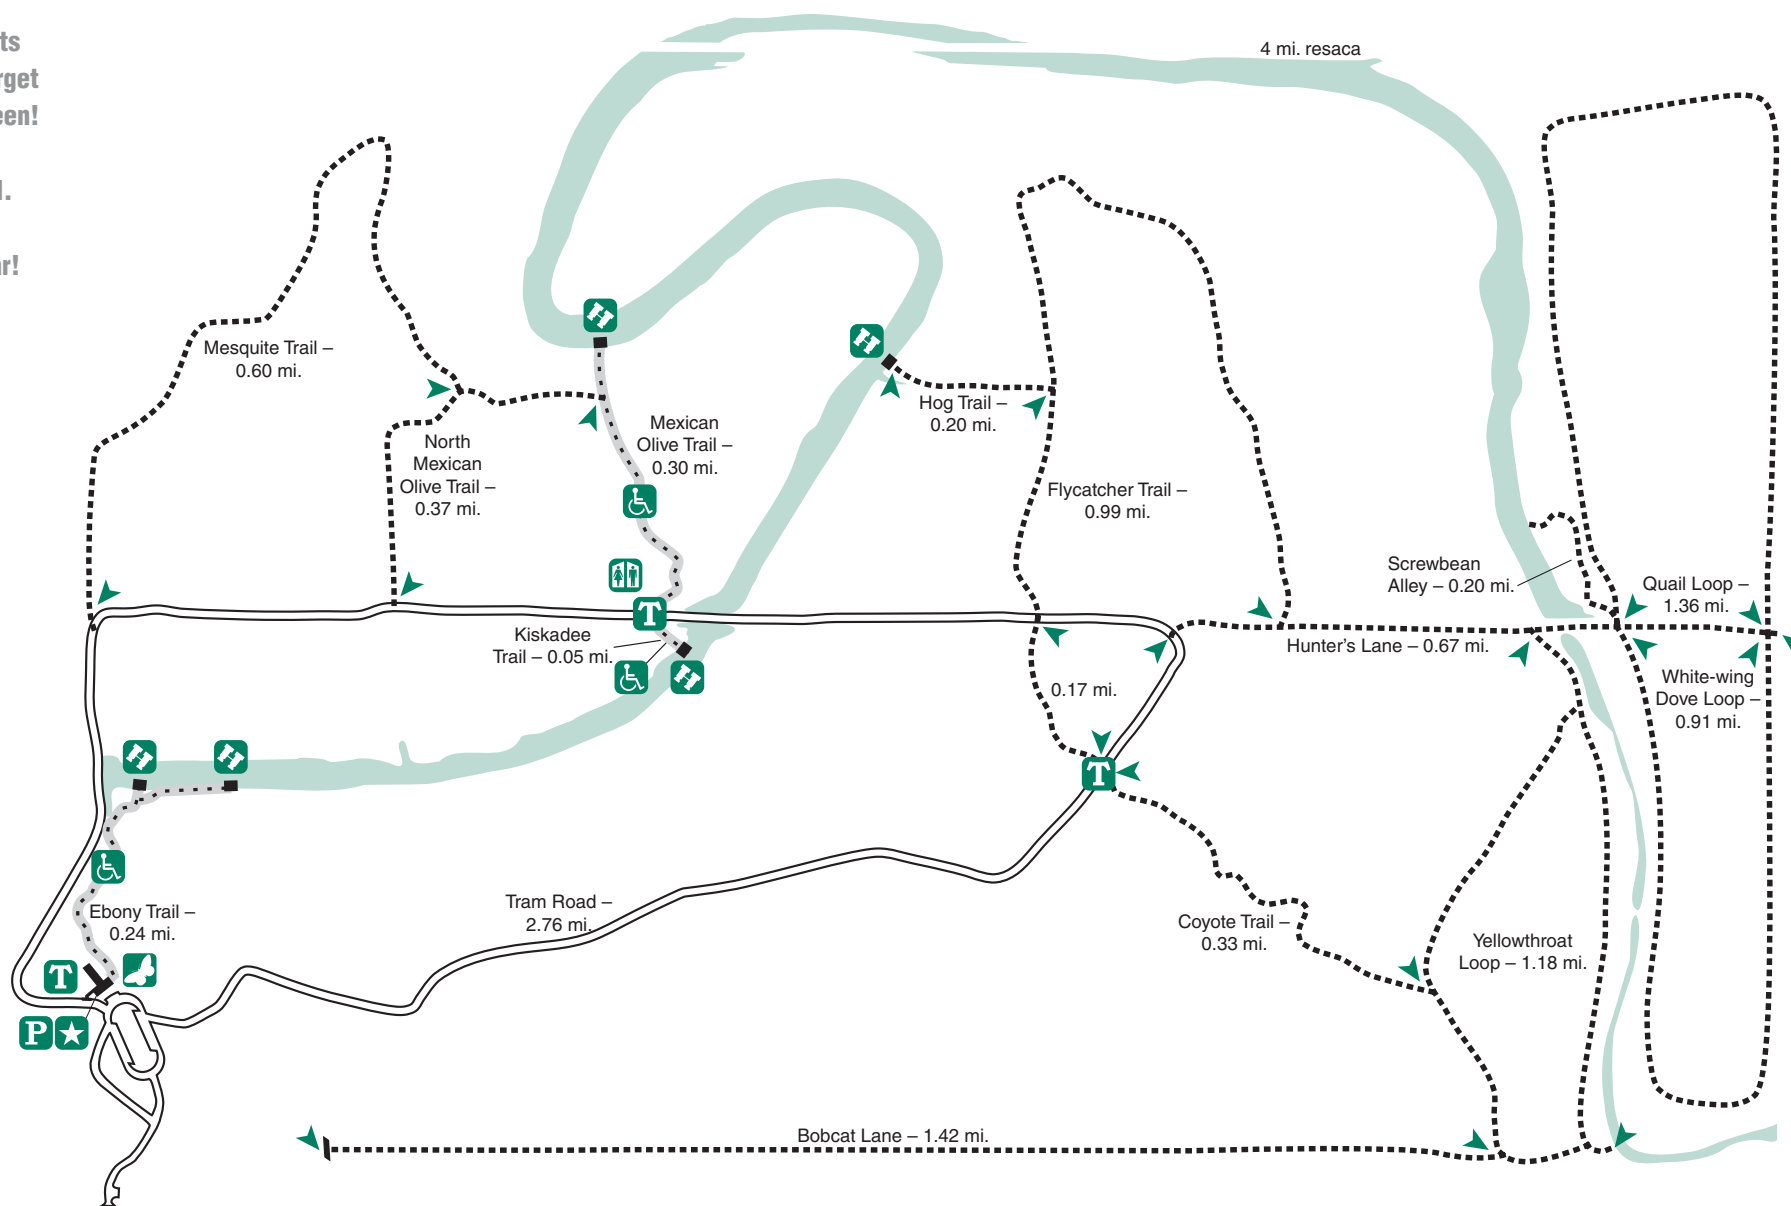 ts
rget
een!
l.
ar!
4 mi. resaca
Mesquite Trail –
0.60 mi.
North
Mexican
Olive Trail –
0.37 mi.
Mexican
Olive Trail –
0.30 mi.
Hog Trail –
0.20 mi.
Flycatcher Trail –
0.99 mi.
Screwbean
Alley – 0.20 mi.
Quail Loop –
1.36 mi.
T
Kiskadee
Trail – 0.05 mi.
Hunter's Lane – 0.67 mi.
White-wing
Dove Loop –
0.91 mi.
0.17 mi.
T
Ebony Trail –
0.24 mi.
Tram Road –
2.76 mi.
Coyote Trail –
0.33 mi.
Yellowthroat
Loop – 1.18 mi.
T
P
Bobcat Lane – 1.42 mi.